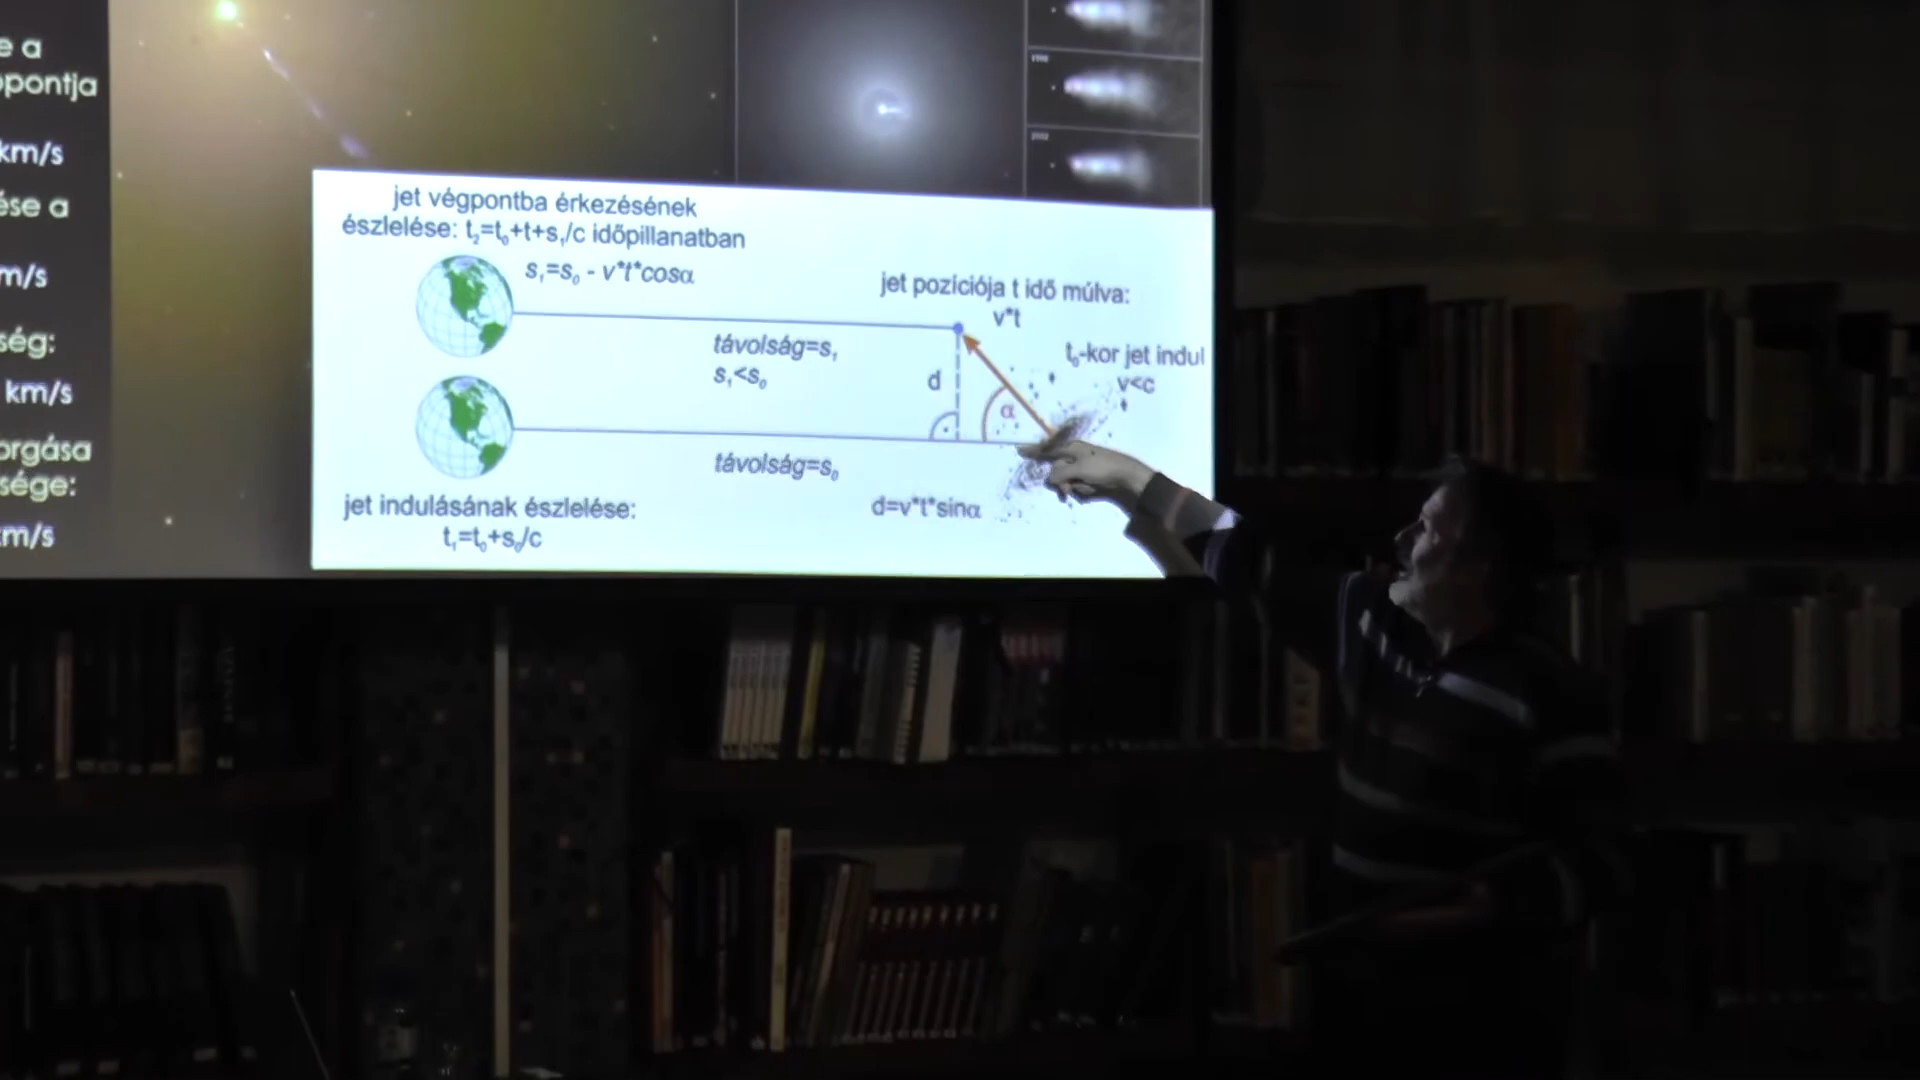 e a
pontja
km/s
ése a
m/s
ség:
km/s
orgása
sége:
km/s
1998
jet végpontba érkezésének
észlelése: t₂=t₀+t+s₁/c időpillanatban
s₁=s₀ - v*t*cosα
jet pozíciója t idő múlva:
v*t
távolság=s₁
s₁<s₀
t₀-kor jet indul
v<c
d
α
távolság=s₀
jet indulásának észlelése:
t₁=t₀+s₀/c
d=v*t*sinα